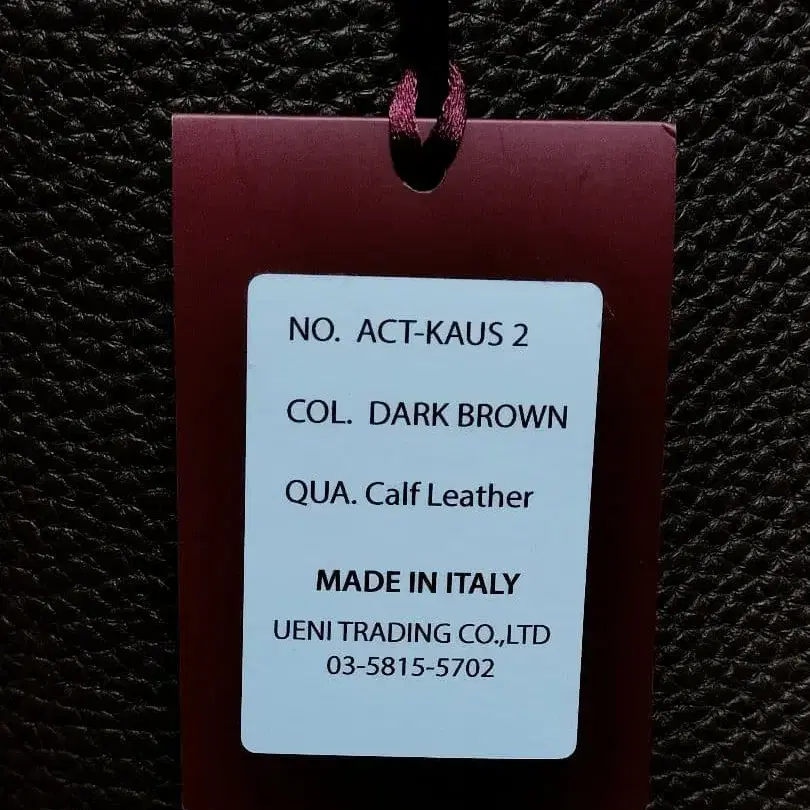 NO. ACT-KAUS 2
COL. DARK BROWN
QUA. Calf Leather
MADE IN ITALY
UENI TRADING CO.,LTD
03-5815-5702